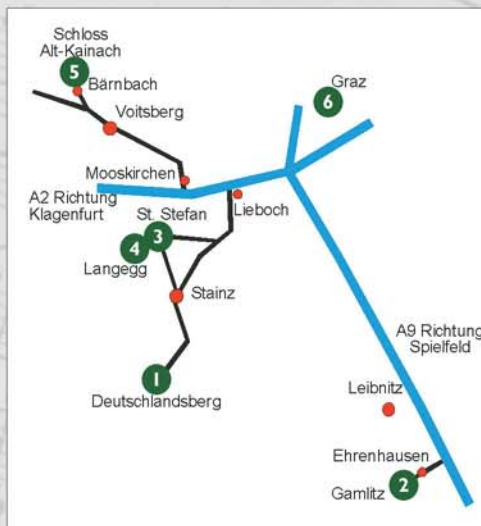 Schloss
Alt-Kainach
5
Bärnbach
Voitsberg
Graz
6
Mooskirchen
A2 Richtung
Klagenfurt
St. Stefan
Lieboch
3
4
Langegg
Stainz
A9 Richtung
Spielfeld
1
Deutschlandsberg
Leibnitz
Ehrenhausen
Gamlitz
2